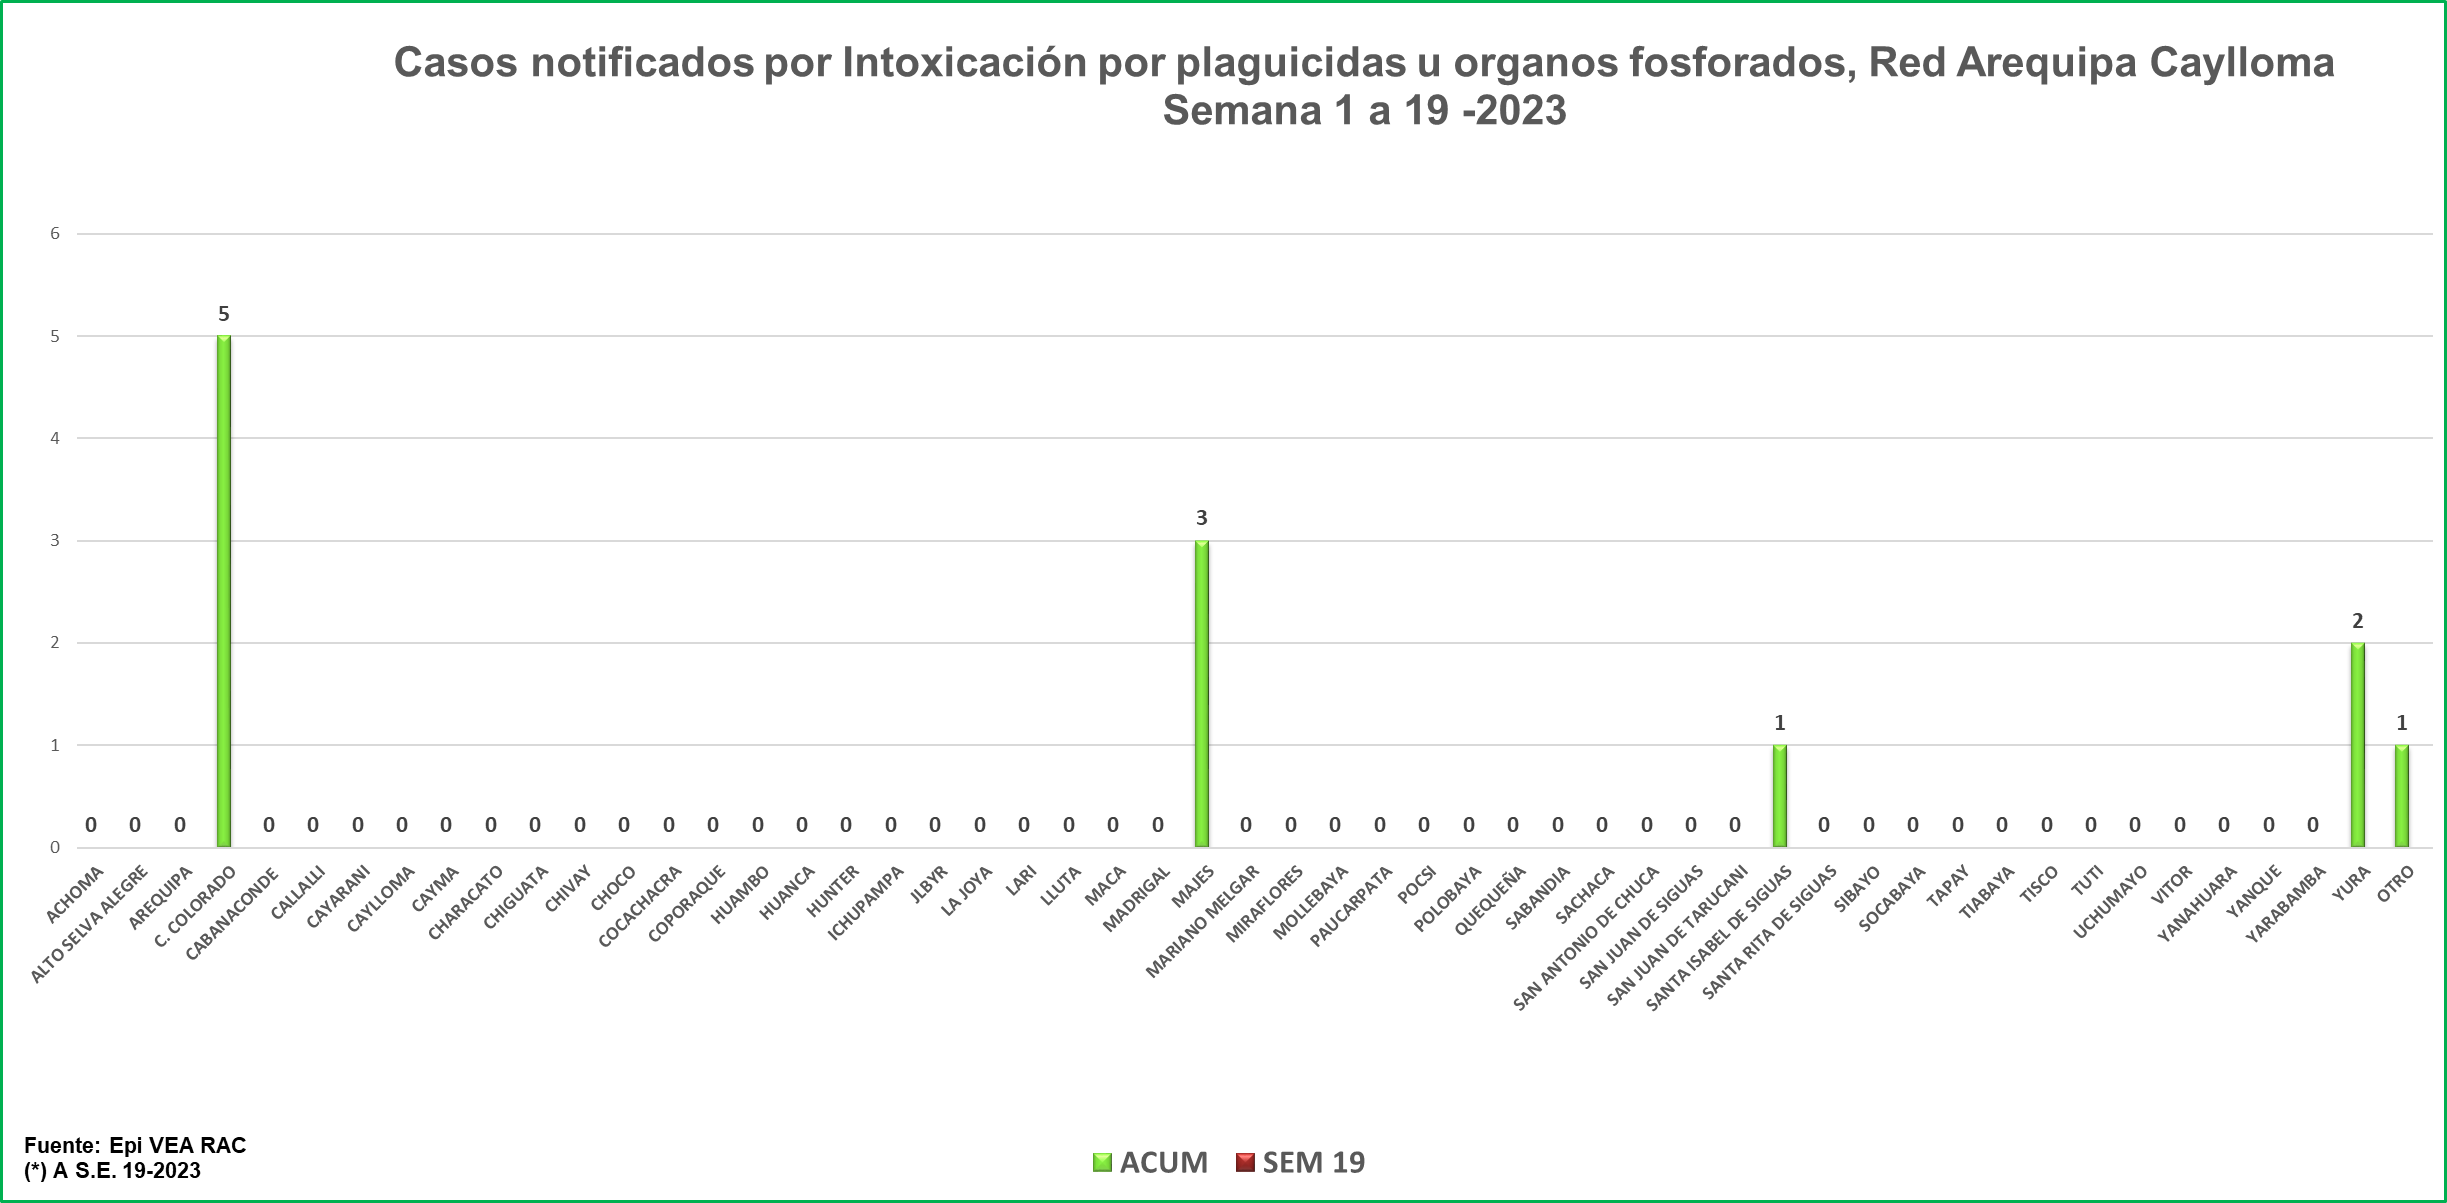 Casos notificados por Intoxicación por plaguicidas u organos fosforados, Red Arequipa Caylloma
Semana 1 a 19 -2023
6
5
4
3
2
1
0
0 0 0 5 0 0 0 0 0 0 0 0 0 0 0 0 0 0 0 0 0 0 0 0 0 3 0 0 0 0 0 0 0 0 0 0 0 0 1 0 0 0 0 0 0 0 0 0 0 0 0 2 1
ACHOMA
ALTO SELVA ALEGRE
AREQUIPA
C. COLORADO
CABANACONDE
CALLALLI
CAYARANI
CAYLLOMA
CAYMA
CHARACATO
CHIGUATA
CHIVAY
CHOCO
COCACHACRA
COPORAQUE
HUAMBO
HUANCA
HUNTER
ICHUPAMPA
JLBYR
LA JOYA
LARI
LLUTA
MACA
MADRIGAL
MAJES
MARIANO MELGAR
MIRAFLORES
MOLLEBAYA
PAUCARPATA
POCSI
POLOBAYA
QUEQUEÑA
SABANDIA
SACHACA
SAN ANTONIO DE CHUCA
SAN JUAN DE SIGUAS
SAN JUAN DE TARUCANI
SANTA ISABEL DE SIGUAS
SANTA RITA DE SIGUAS
SIBAYO
SOCABAYA
TAPAY
TIABAYA
TISCO
TUTI
UCHUMAYO
VITOR
YANAHUARA
YANQUE
YARABAMBA
YURA
OTRO
Fuente: Epi VEA RAC
(*) A S.E. 19-2023
ACUM SEM 19